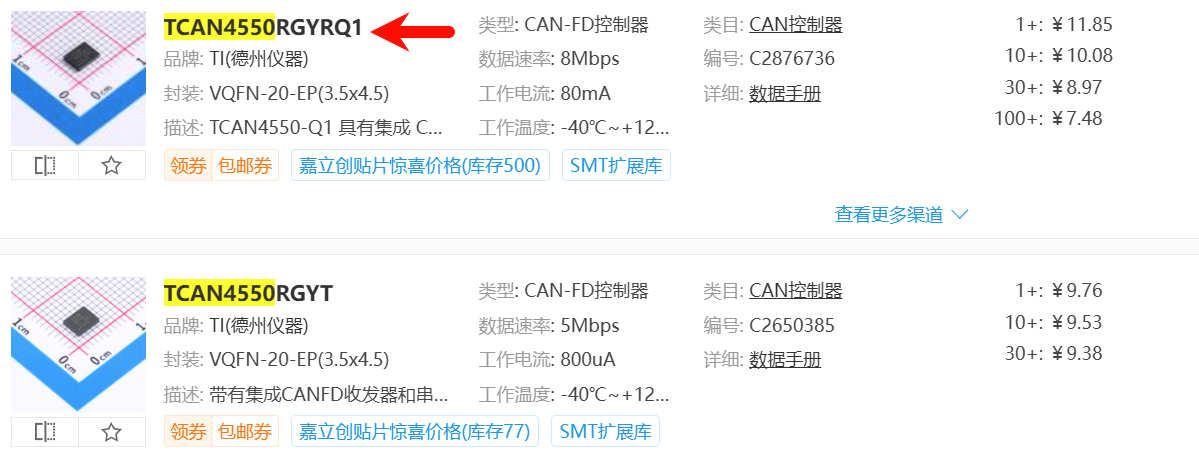 TCAN4550RGYRQ1
品牌: TI(德州仪器)
封装: VQFN-20-EP(3.5x4.5)
描述: TCAN4550-Q1 具有集成 C...
类型: CAN-FD控制器
数据速率: 8Mbps
工作电流: 80mA
工作温度: -40℃~+12...
类目: CAN控制器
编号: C2876736
详细: 数据手册
1+: ¥11.85
10+: ¥10.08
30+: ¥8.97
100+: ¥7.48
领券 包邮券 嘉立创贴片惊喜价格(库存500) SMT扩展库
查看更多渠道
TCAN4550RGYT
品牌: TI(德州仪器)
封装: VQFN-20-EP(3.5x4.5)
描述: 带有集成CANFD收发器和串...
类型: CAN-FD控制器
数据速率: 5Mbps
工作电流: 800uA
工作温度: -40℃~+12...
类目: CAN控制器
编号: C2650385
详细: 数据手册
1+: ¥9.76
10+: ¥9.53
30+: ¥9.38
领券 包邮券 嘉立创贴片惊喜价格(库存77) SMT扩展库
1cm
0cm
0cm
1cm
0cm
0cm